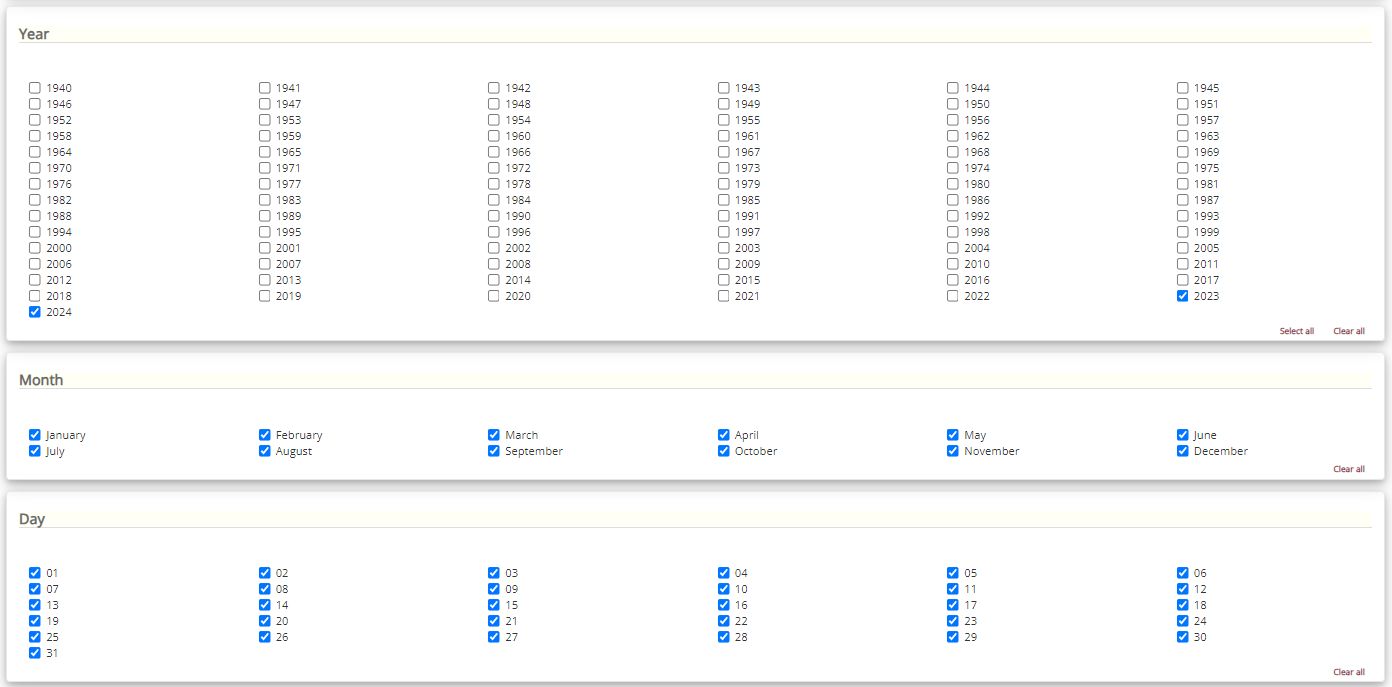 Year
1940 1941 1942 1943 1944 1945
1946 1947 1948 1949 1950 1951
1952 1953 1954 1955 1956 1957
1958 1959 1960 1961 1962 1963
1964 1965 1966 1967 1968 1969
1970 1971 1972 1973 1974 1975
1976 1977 1978 1979 1980 1981
1982 1983 1984 1985 1986 1987
1988 1989 1990 1991 1992 1993
1994 1995 1996 1997 1998 1999
2000 2001 2002 2003 2004 2005
2006 2007 2008 2009 2010 2011
2012 2013 2014 2015 2016 2017
2018 2019 2020 2021 2022 2023
2024
Select all Clear all
Month
January February March April May June
July August September October November December
Clear all
Day
01 02 03 04 05 06
07 08 09 10 11 12
13 14 15 16 17 18
19 20 21 22 23 24
25 26 27 28 29 30
31
Clear all